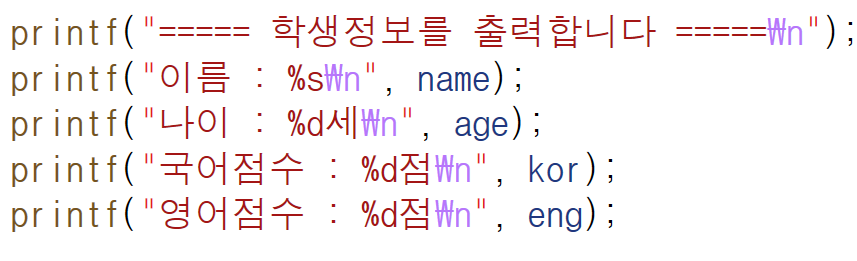 printf("===== 학생정보를 출력합니다 =====₩n");
printf("이름 : %s₩n", name);
printf("나이 : %d세₩n", age);
printf("국어점수 : %d점₩n", kor);
printf("영어점수 : %d점₩n", eng);